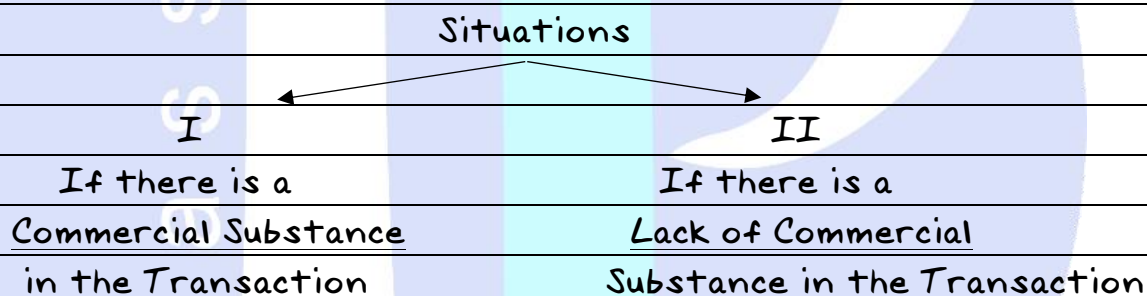 Situations
I
II
If there is a
If there is a
Commercial Substance
Lack of Commercial
in the Transaction
Substance in the Transaction